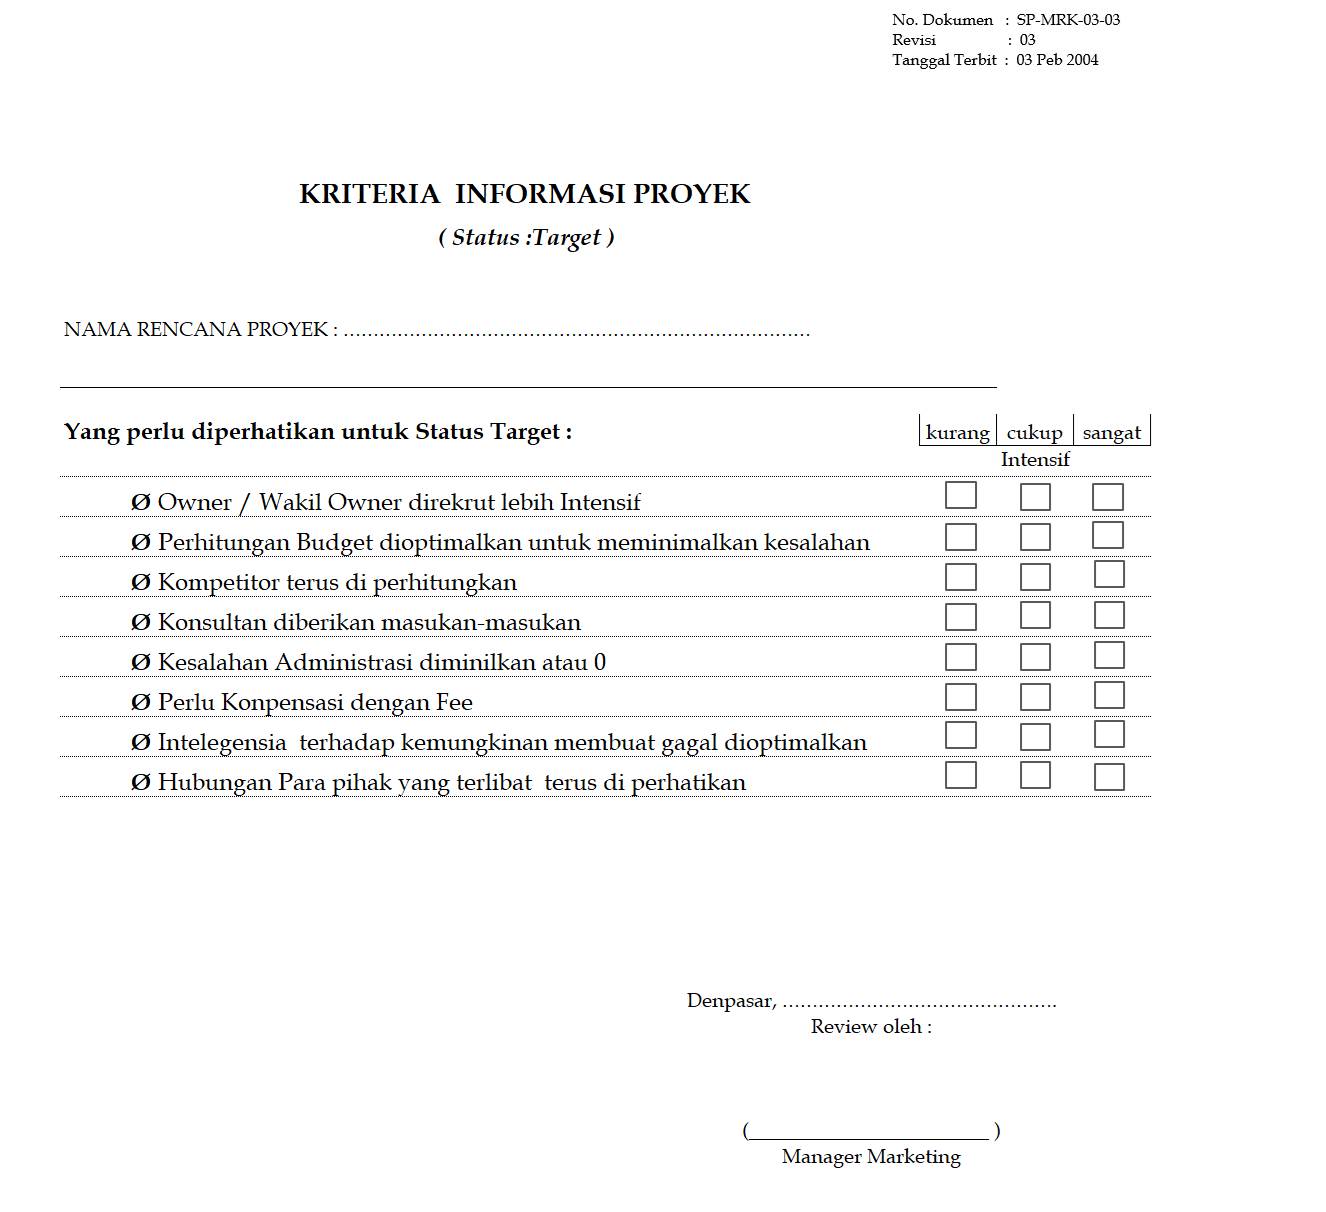 No. Dokumen : SP-MRK-03-03
Revisi : 03
Tanggal Terbit : 03 Peb 2004
KRITERIA INFORMASI PROYEK
( Status :Target )
NAMA RENCANA PROYEK : ……………………………………………………………………
Yang perlu diperhatikan untuk Status Target :
kurang cukup sangat
Intensif
Ø Owner / Wakil Owner direkrut lebih Intensif
Ø Perhitungan Budget dioptimalkan untuk meminimalkan kesalahan
Ø Kompetitor terus di perhitungkan
Ø Konsultan diberikan masukan-masukan
Ø Kesalahan Administrasi diminilkan atau 0
Ø Perlu Konpensasi dengan Fee
Ø Intelegensia terhadap kemungkinan membuat gagal dioptimalkan
Ø Hubungan Para pihak yang terlibat terus di perhatikan
Denpasar, ……………………………………….
Review oleh :
(________________________ )
Manager Marketing